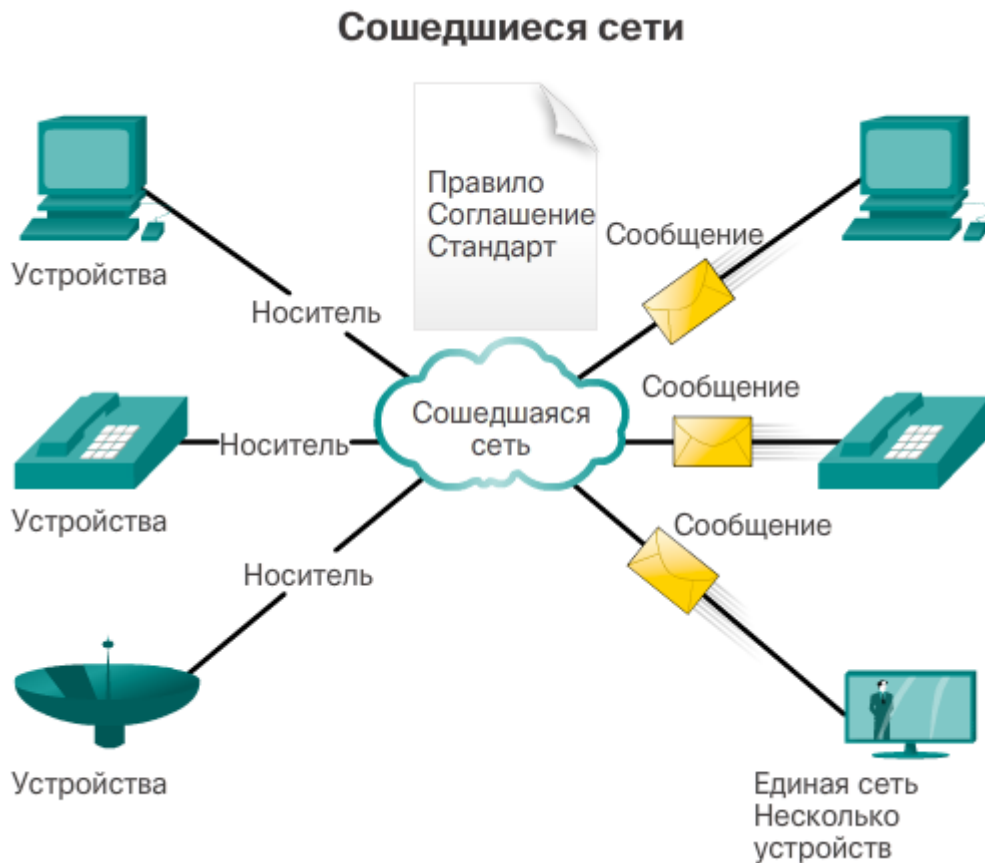 Сошедшиеся сети
Правило
Соглашение
Стандарт
Сообщение
Устройства
Носитель
Сообщение
Сошедшаяся
сеть
Носитель
Устройства
Сообщение
Носитель
Устройства
Единая сеть
Несколько
устройств